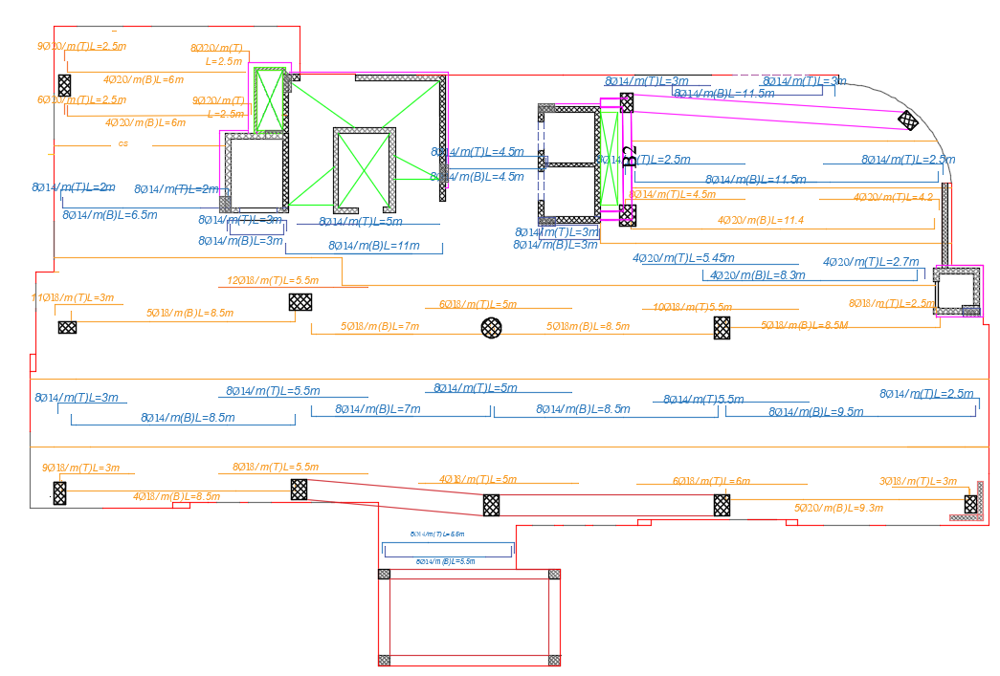 9Ø20/m(T)L=2.5m
8Ø20/m(T)
L=2.5m
4Ø20/m(B)L=6m
8Ø14/m(T)L=3m
8Ø14/m(T)L=3m
8Ø14/m(B)L=11.5m
6Ø20/m(T)L=2.5m
9Ø20/m(T)
L=2.5m
4Ø20/m(B)L=6m
cs
8Ø14/m(T)L=4.5m
8Ø14/m(T)L=2.5m
8Ø14/m(T)L=2.5m
B2
8Ø14/m(B)L=4.5m
8Ø14/m(B)L=11.5m
8Ø14/m(T)L=2m
8Ø14/m(T)L=2m
8Ø14/m(T)L=4.5m
4Ø20/m(T)L=4.2
8Ø14/m(B)L=6.5m
8Ø14/m(T)L=3m
8Ø14/m(T)L=5m
4Ø20/m(B)L=11.4
8Ø14/m(T)L=3m
8Ø14/m(B)L=3m
8Ø14/m(B)L=11m
8Ø14/m(B)L=3m
4Ø20/m(T)L=5.45m
4Ø20/m(T)L=2.7m
4Ø20/m(B)L=8.3m
12Ø18/m(T)L=5.5m
11Ø18/m(T)L=3m
6Ø18/m(T)L=5m
10Ø18/m(T)5.5m
8Ø18/m(T)L=2.5m
5Ø18/m(B)L=8.5m
5Ø18/m(B)L=7m
5Ø18m(B)L=8.5m
5Ø18/m(B)L=8.5M
8Ø14/m(T)L=3m
8Ø14/m(T)L=5.5m
8Ø14/m(T)L=5m
8Ø14/m(T)5.5m
8Ø14/m(T)L=2.5m
8Ø14/m(B)L=8.5m
8Ø14/m(B)L=7m
8Ø14/m(B)L=8.5m
8Ø14/m(B)L=9.5m
9Ø18/m(T)L=3m
8Ø18/m(T)L=5.5m
4Ø18/m(T)L=5m
6Ø18/m(T)L=6m
3Ø18/m(T)L=3m
4Ø18/m(B)L=8.5m
5Ø20/m(B)L=9.3m
8Ø14/m(T)L=5.5m
8Ø14/m(B)L=5.5m